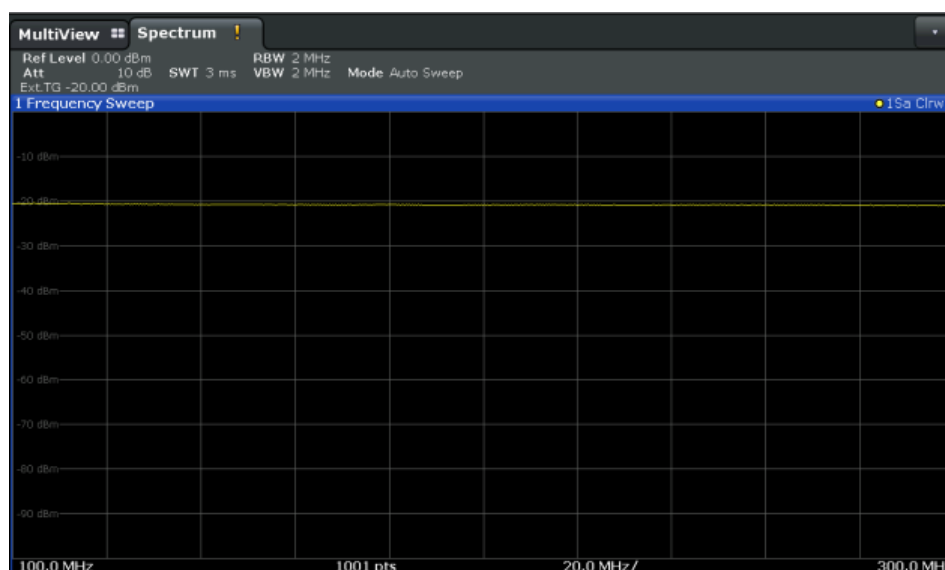 MultiView Spectrum !
Ref Level 0.00 dBm RBW 2 MHz
Att 10 dB SWT 3 ms VBW 2 MHz Mode Auto Sweep
Ext.TG -20.00 dBm
1 Frequency Sweep 1Sa Clrw
-10 dBm
-20 dBm
-30 dBm
-40 dBm
-50 dBm
-60 dBm
-70 dBm
-80 dBm
-90 dBm
100.0 MHz 1001 pts 20.0 MHz/ 300.0 MH